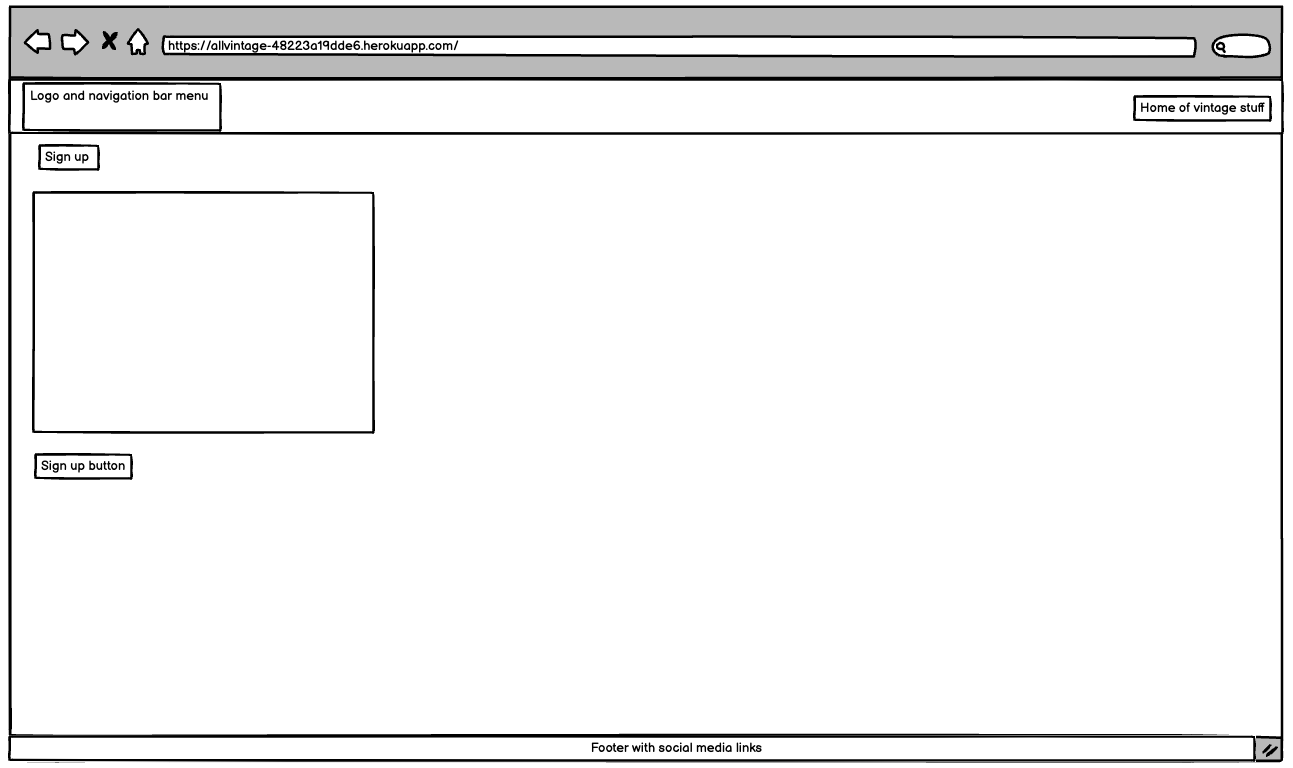 https://allvintage-48223a19dde6.herokuapp.com/
Logo and navigation bar menu
Home of vintage stuff
Sign up
Sign up button
Footer with social media links